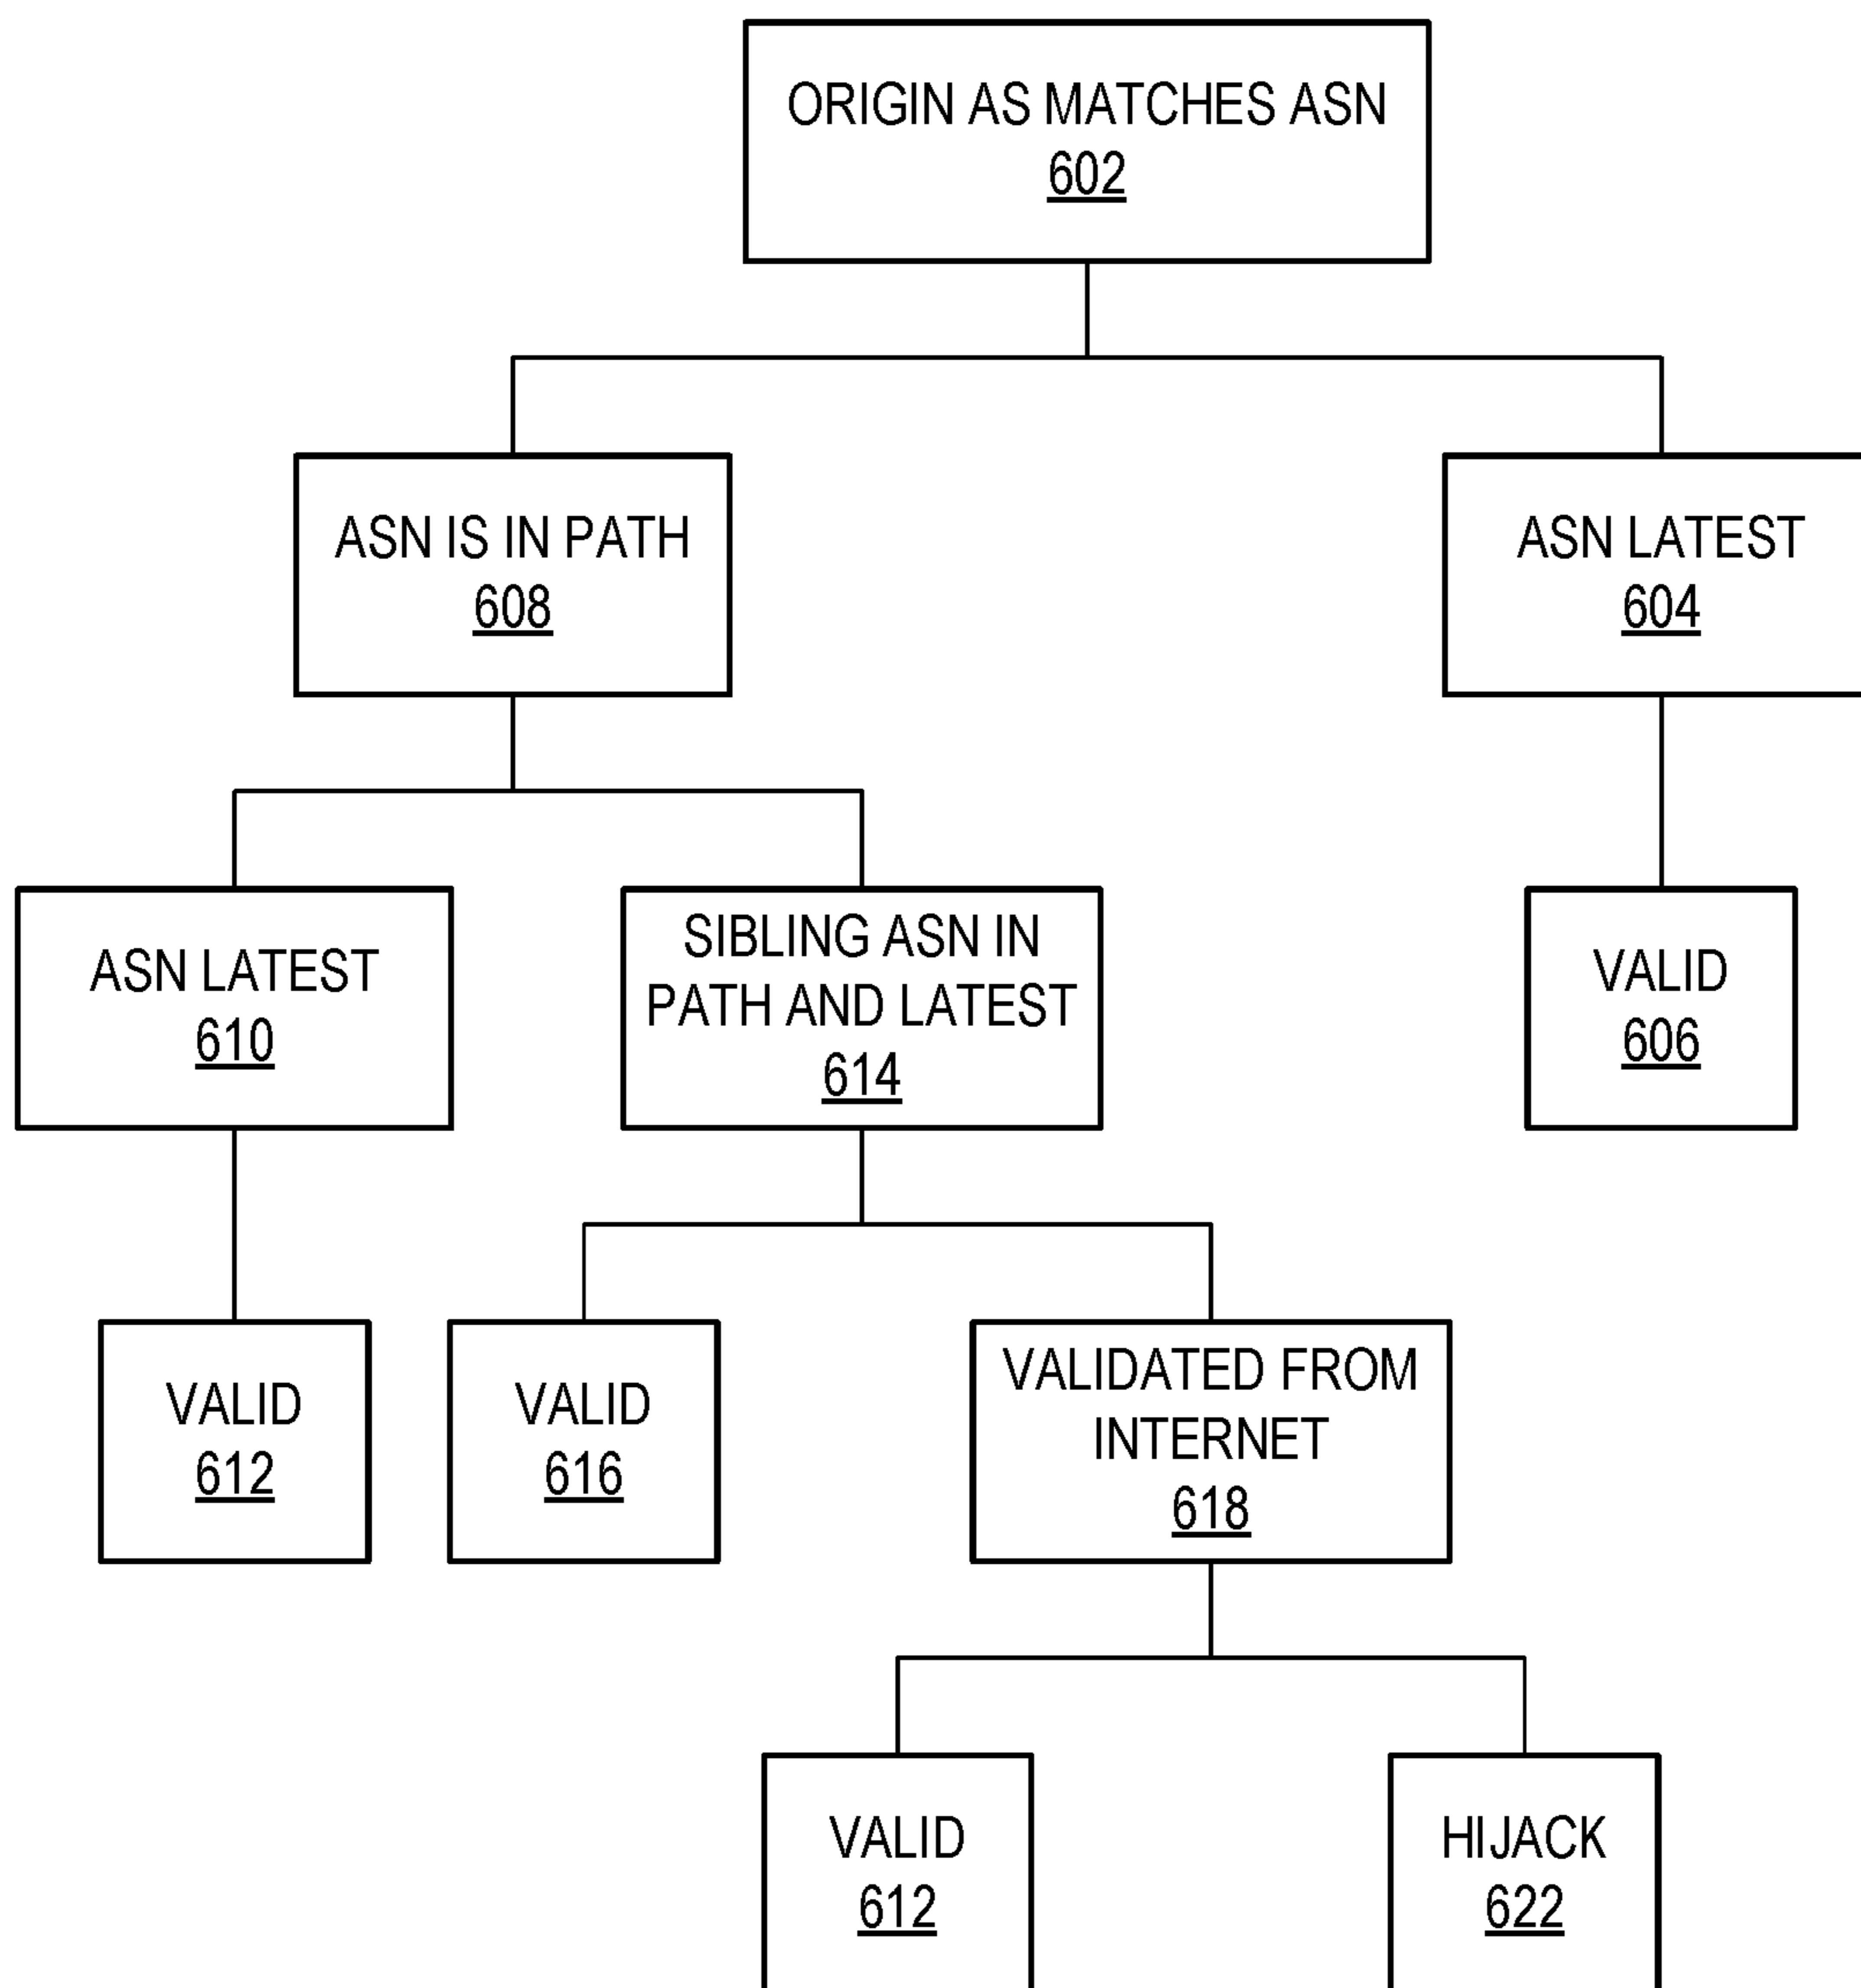 ORIGIN AS MATCHES ASN
602
ASN IS IN PATH
608
ASN LATEST
604
ASN LATEST
610
SIBLING ASN IN
PATH AND LATEST
614
VALID
606
VALID
612
VALID
616
VALIDATED FROM
INTERNET
618
VALID
612
HIJACK
622